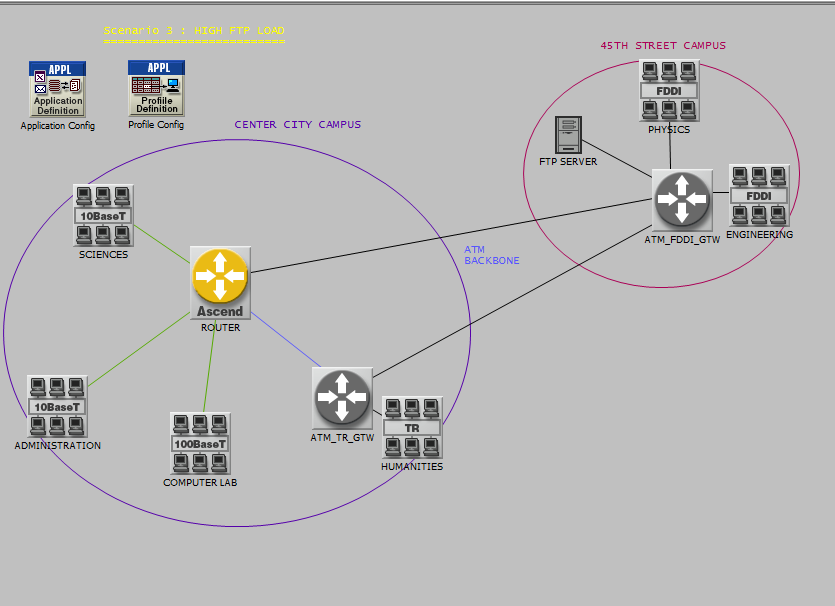 Scenario 3 : HIGH FTP LOAD
45TH STREET CAMPUS
APPL
Application
Definition
Application Config
APPL
Profile
Definition
Profile Config
CENTER CITY CAMPUS
FDDI
PHYSICS
FTP SERVER
FDDI
ENGINEERING
ATM_FDDI_GTW
10BaseT
SCIENCES
ATM
BACKBONE
Ascend
ROUTER
10BaseT
ADMINISTRATION
100BaseT
COMPUTER LAB
ATM_TR_GTW
TR
HUMANITIES